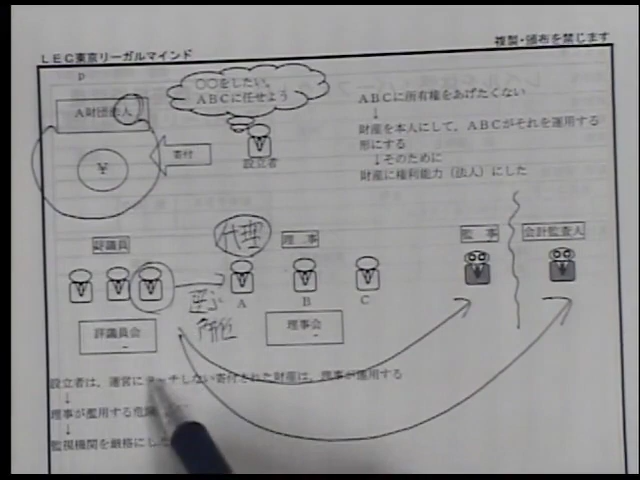 LEC東京リーガルマインド
複製・頒布を禁じます
p
○○をしたい。
ABCに任せよう
A財団法人
¥
寄付
設立者
ABCに所有権をあげたくない
↓
財産を本人にして、ABCがそれを運用する
形にする
↓そのために
財産に権利能力（法人）にした
代理
評議員
理 事
監 事
会計監査人
選ぶ
A
B
C
評議員会
理事会
設立者は、運営にタッチしない寄付された財産は、理事が運用する
↓
理事が濫用する危険
↓
監視機関を厳格にした